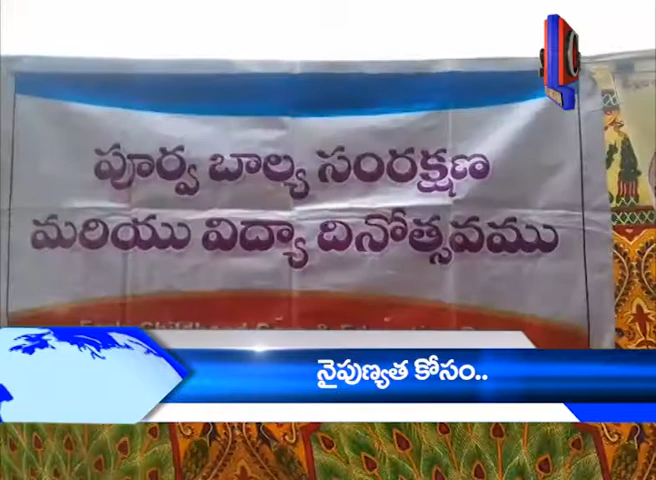 పూర్వ బాల్య సంరక్షణ
మరియు విద్యా దినోత్సవము
నైపుణ్యత కోసం..